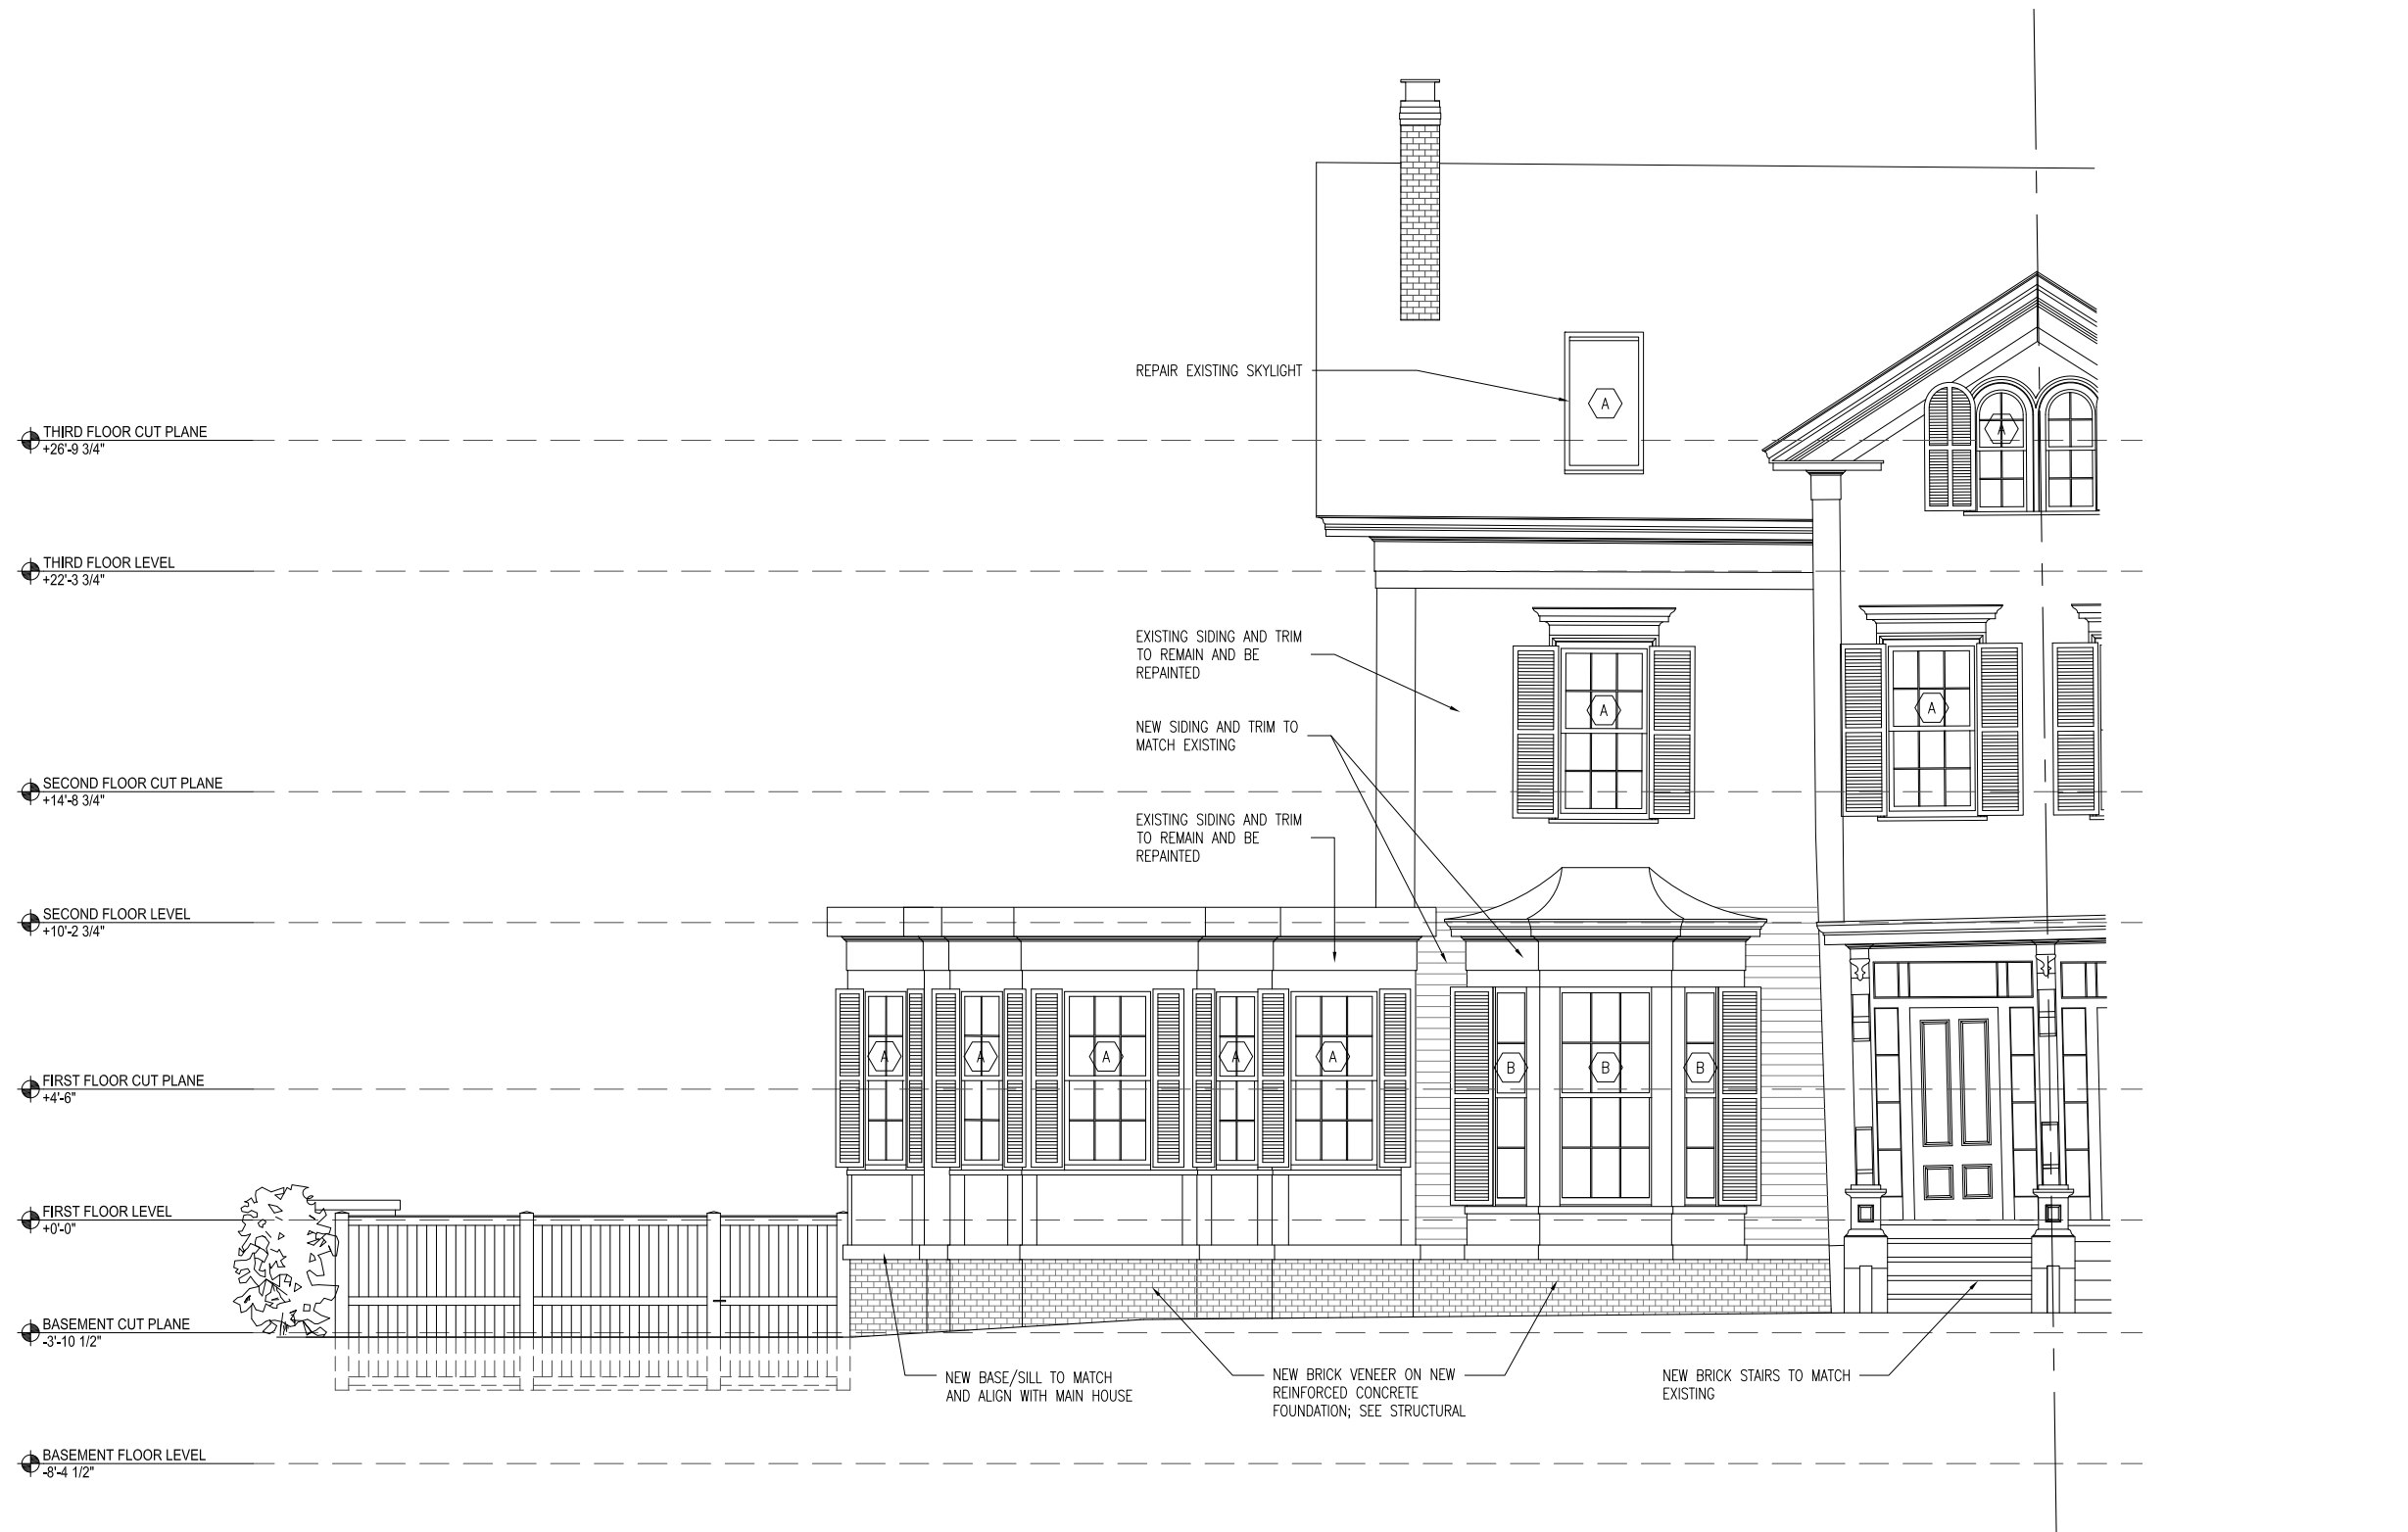 REPAIR EXISTING SKYLIGHT
A
A
THIRD FLOOR CUT PLANE
+26'-9 3/4"
THIRD FLOOR LEVEL
+22'-3 3/4"
EXISTING SIDING AND TRIM
TO REMAIN AND BE
REPAINTED
A
A
NEW SIDING AND TRIM TO
MATCH EXISTING
SECOND FLOOR CUT PLANE
+14'-8 3/4"
EXISTING SIDING AND TRIM
TO REMAIN AND BE
REPAINTED
SECOND FLOOR LEVEL
+10'-2 3/4"
A
A
A
A
A
B
B
B
FIRST FLOOR CUT PLANE
+4'-6"
FIRST FLOOR LEVEL
+0'-0"
BASEMENT CUT PLANE
-3'-10 1/2"
NEW BASE/SILL TO MATCH
AND ALIGN WITH MAIN HOUSE
NEW BRICK VENEER ON NEW
REINFORCED CONCRETE
FOUNDATION; SEE STRUCTURAL
NEW BRICK STAIRS TO MATCH
EXISTING
BASEMENT FLOOR LEVEL
-8'-4 1/2"